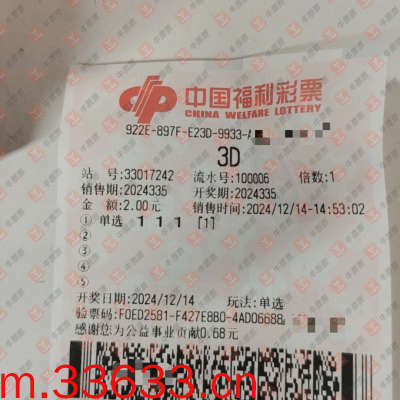 中国福利彩票
CHINA WELFARE LOTTERY
922E-897F-E23D-9933-A
3D
站 号:33017242 流水号:100006 倍数:1
销售期:2024335 开奖期:2024335
金 额:2.00元 销售时间:2024/12/14-14:53:02
① 单选 1 1 1 [1]
②
③
④
⑤
开奖日期:2024/12/14 玩法:单选
验票码:F0ED2581-F427E8B0-4AD06688
感谢您为公益事业贡献0.68元
m.33633.cn